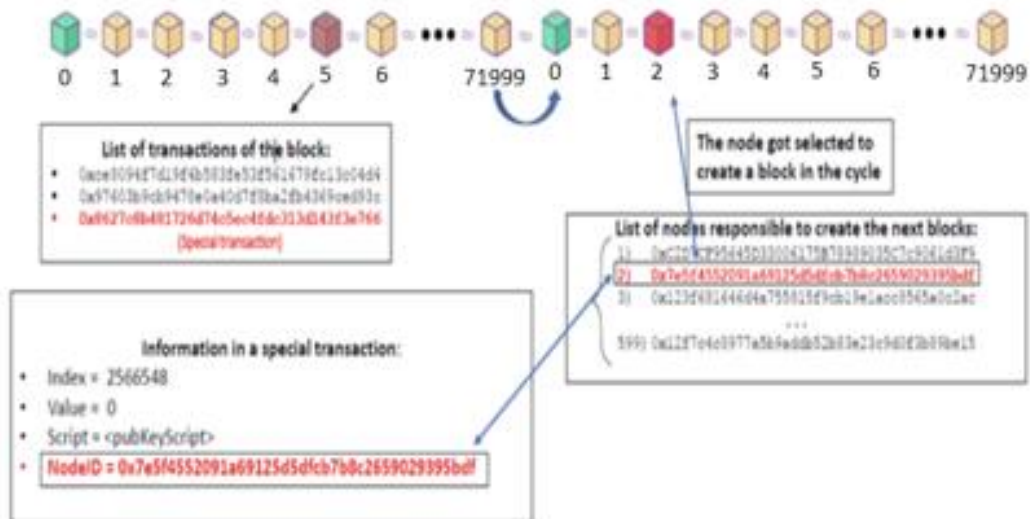 0 1 2 3 4 5 6 ••• 71999 0 1 2 3 4 5 6 ••• 71999
List of transactions of the block:
(Special transaction)
The node got selected to
create a block in the cycle
List of nodes responsible to create the next blocks:
1)
2) 0x7e5f4552091a69125d5dfcb7b8c2659029395bdf
3)
...
599)
Information in a special transaction:
• Index = 2566548
• Value = 0
• Script = <pubKeyScript>
• NodeID = 0x7e5f4552091a69125d5dfcb7b8c2659029395bdf